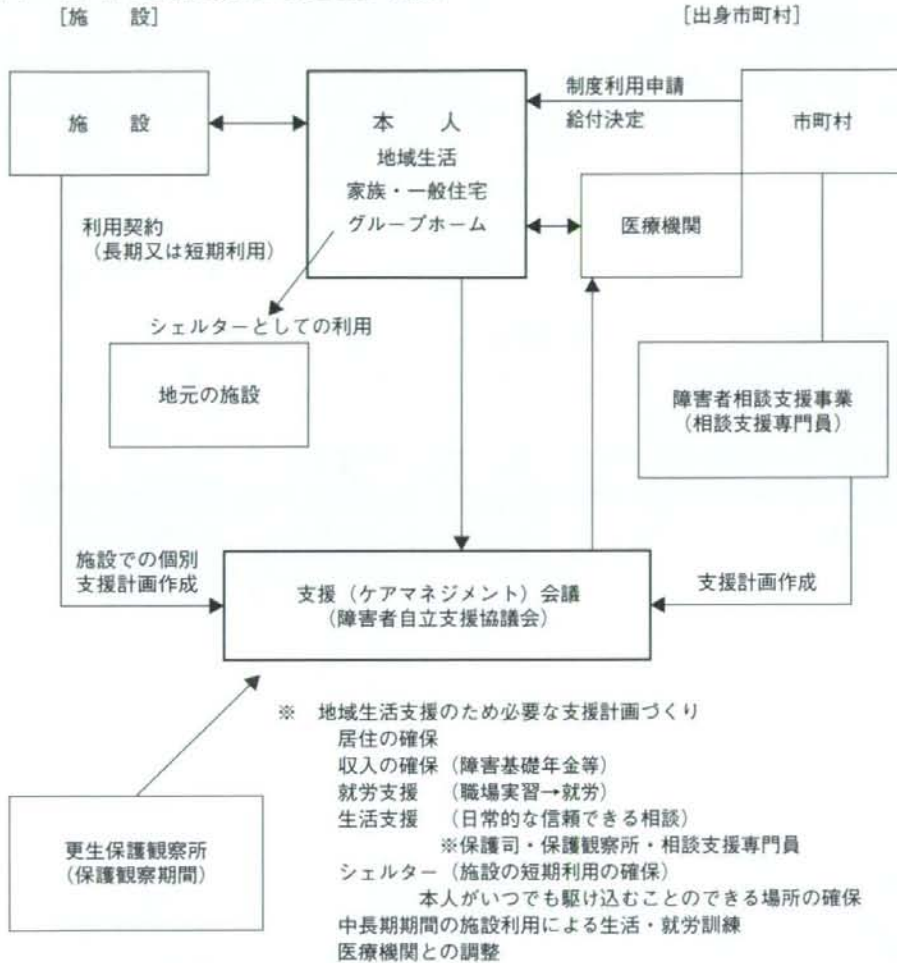 ［施　　設］
［出身市町村］
施　　設
本　　人
地域生活
家族・一般住宅
グループホーム
制度利用申請
給付決定
市町村
医療機関
利用契約
（長期又は短期利用）
シェルターとしての利用
地元の施設
障害者相談支援事業
（相談支援専門員）
施設での個別
支援計画作成
支援（ケアマネジメント）会議
（障害者自立支援協議会）
支援計画作成
※　地域生活支援のため必要な支援計画づくり
居住の確保
収入の確保（障害基礎年金等）
就労支援　（職場実習→就労）
生活支援　（日常的な信頼できる相談）
※保護司・保護観察所・相談支援専門員
シェルター（施設の短期利用の確保）
本人がいつでも駆け込むことのできる場所の確保
中長期期間の施設利用による生活・就労訓練
医療機関との調整
更生保護観察所
（保護観察期間）